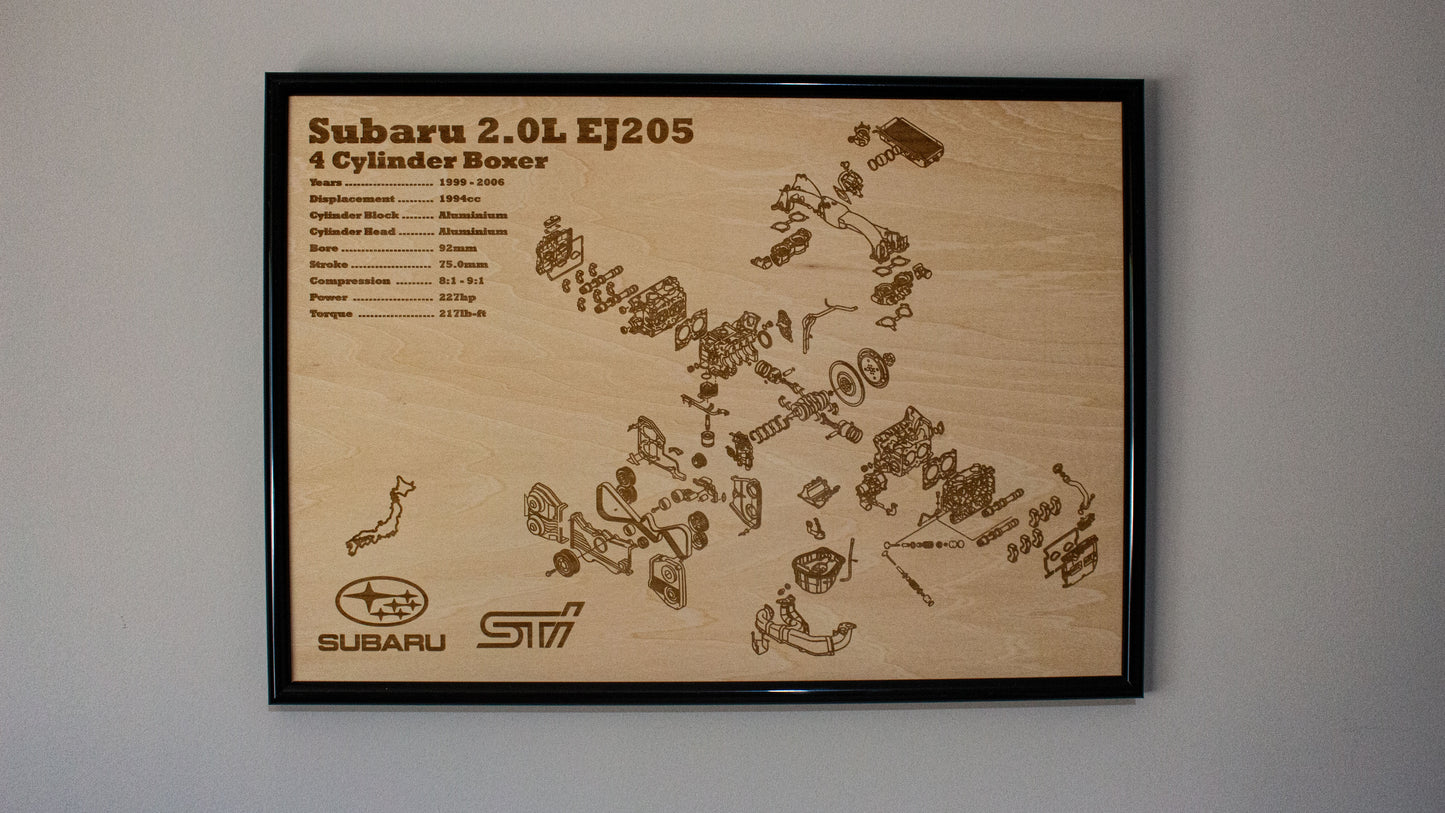 Subaru 2.0L EJ205
4 Cylinder Boxer
Years ........................ 1999 - 2006
Displacement .......... 1994cc
Cylinder Block ......... Aluminium
Cylinder Head .......... Aluminium
Bore ......................... 92mm
Stroke ...................... 75.0mm
Compression .......... 8:1 - 9:1
Power ...................... 227hp
Torque ..................... 217lb-ft
SUBARU
STi